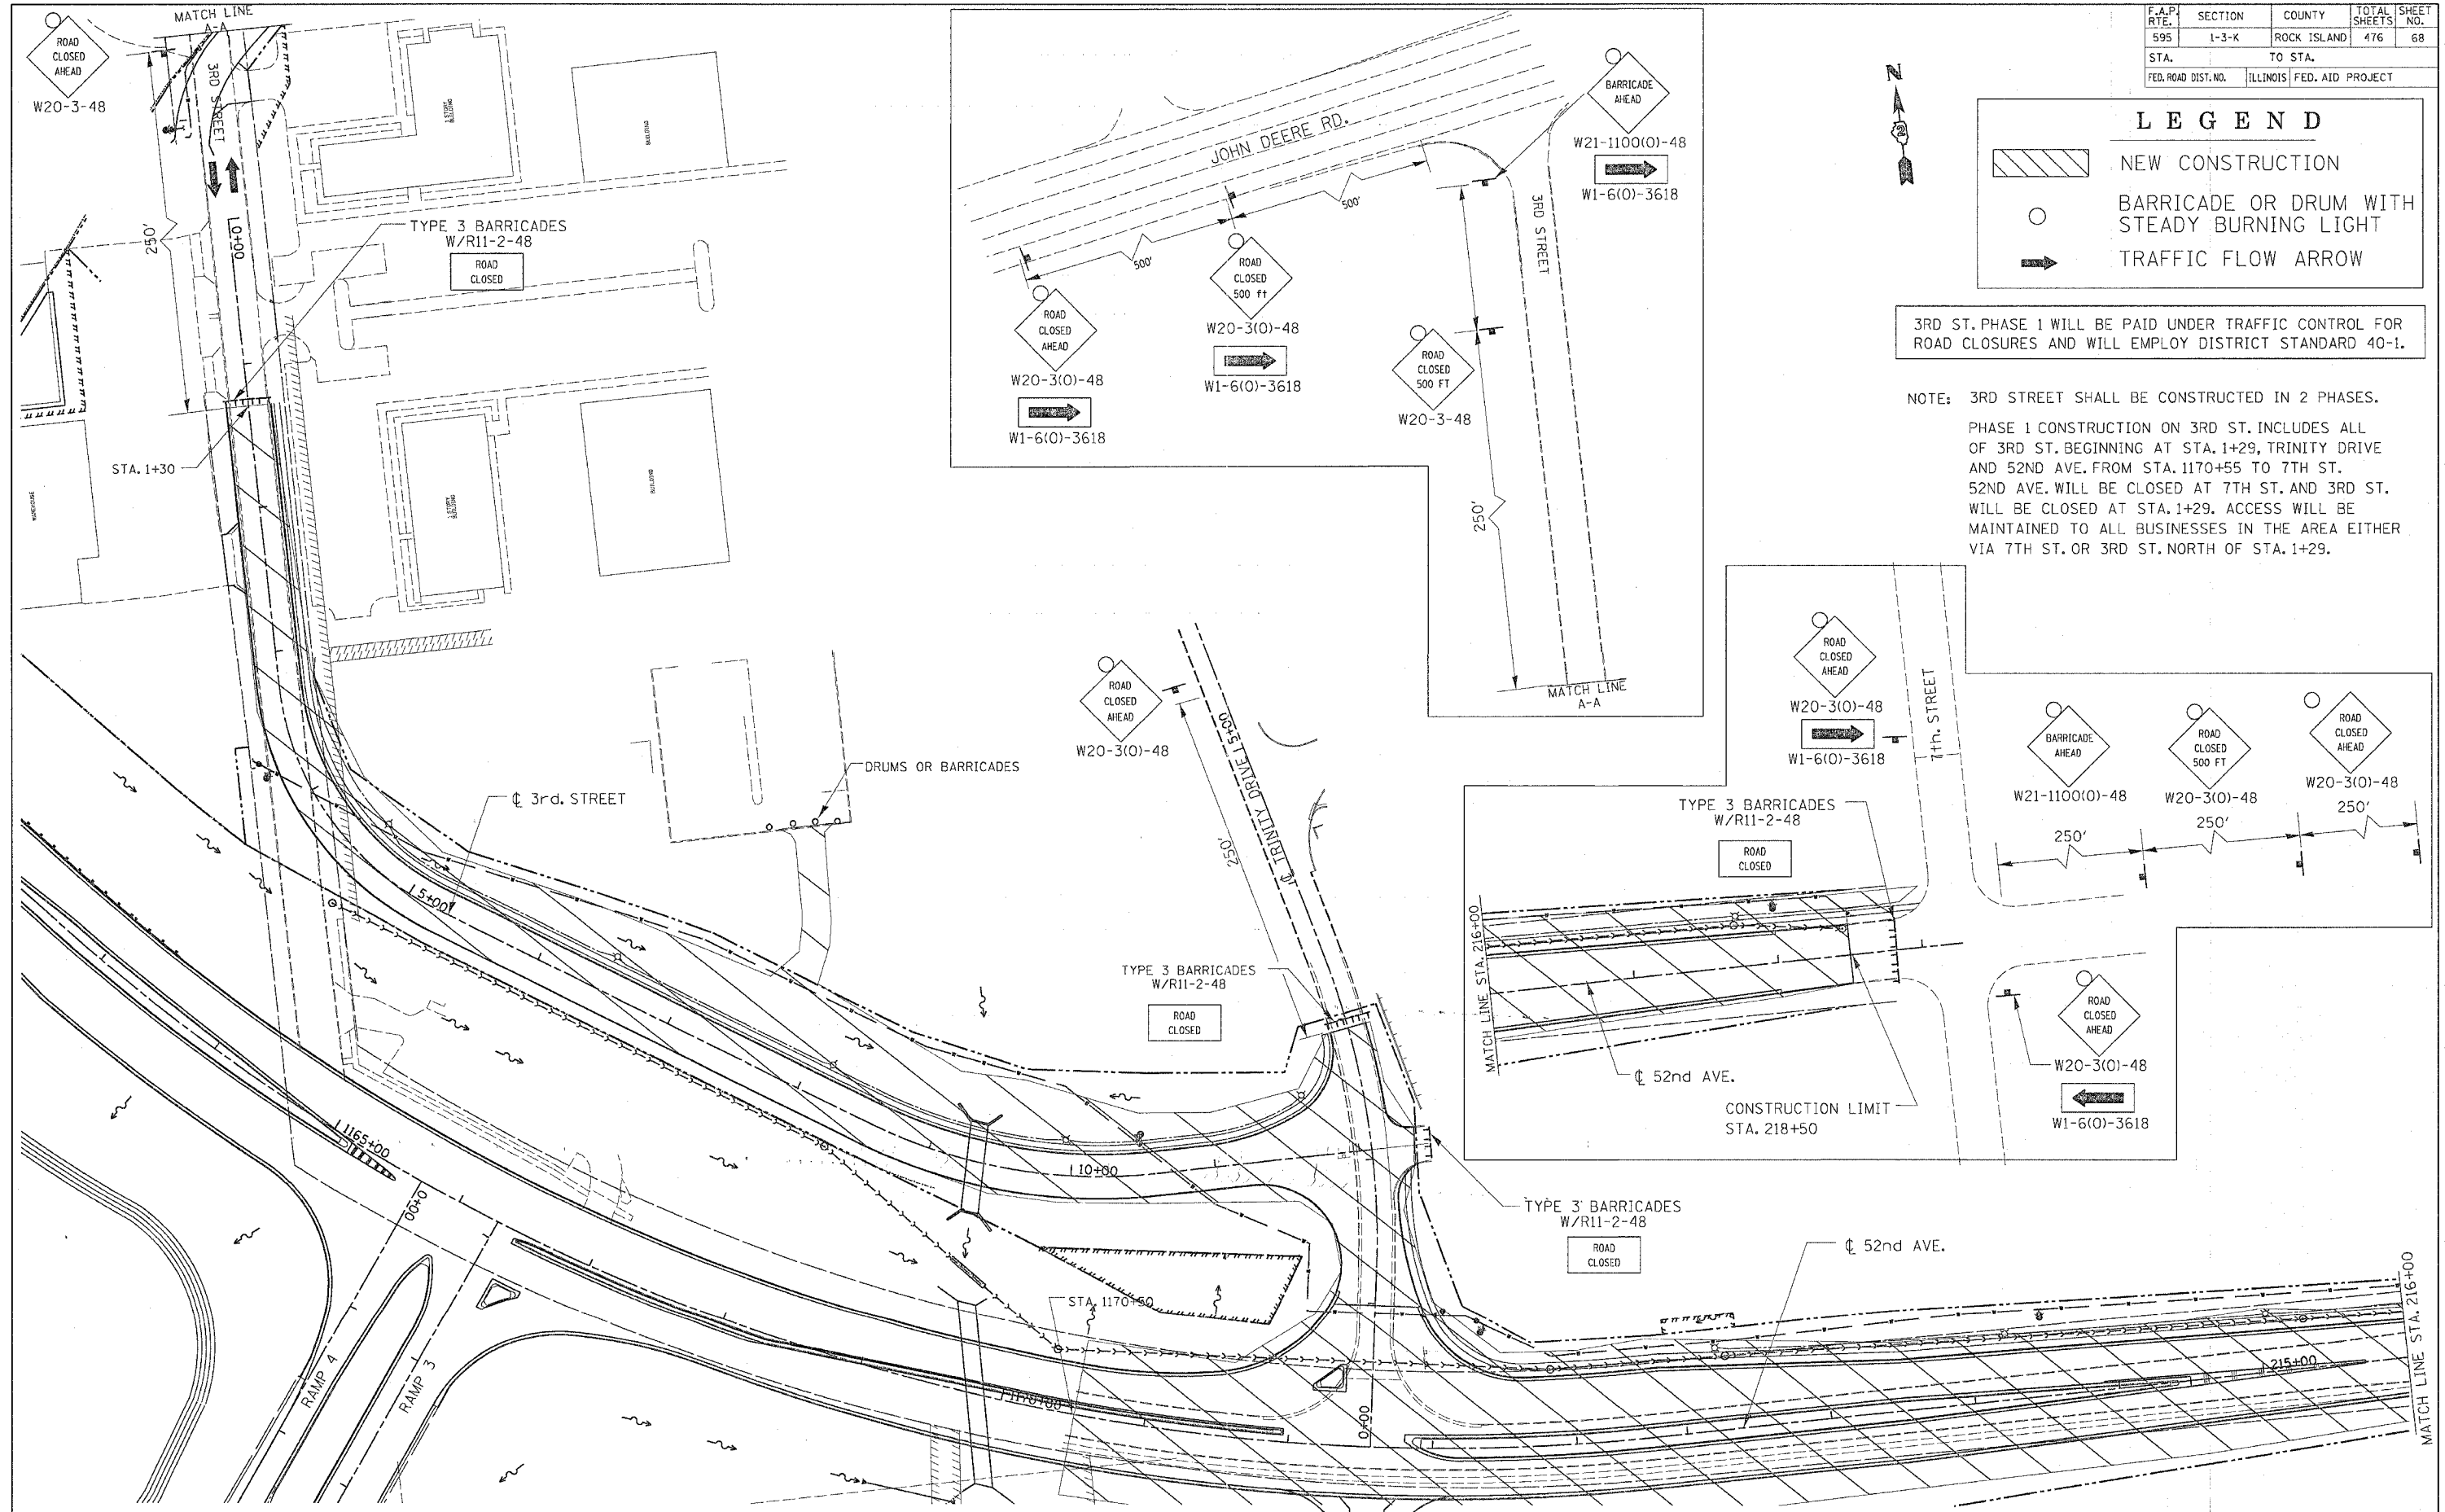 MATCH LINE
A-A
ROAD
CLOSED
AHEAD
W20-3-48
3RD STREET
250'
0+00
TYPE 3 BARRICADES
W/R11-2-48
ROAD
CLOSED
STA. 1+30
1 STORY
BUILDING
BUILDING
WAREHOUSE
1 STORY
BUILDING
BUILDING
JOHN DEERE RD.
BARRICADE
AHEAD
W21-1100(O)-48
W1-6(O)-3618
500'
500'
3RD STREET
ROAD
CLOSED
AHEAD
W20-3(O)-48
W1-6(O)-3618
ROAD
CLOSED
500 ft
W20-3(O)-48
W1-6(O)-3618
ROAD
CLOSED
500 FT
W20-3-48
250'
MATCH LINE
A-A
N
2
F.A.P. RTE. SECTION COUNTY TOTAL SHEETS SHEET NO.
595 1-3-K ROCK ISLAND 476 68
STA. TO STA.
FED. ROAD DIST. NO. ILLINOIS FED. AID PROJECT
LEGEND
NEW CONSTRUCTION
BARRICADE OR DRUM WITH
STEADY BURNING LIGHT
TRAFFIC FLOW ARROW
3RD ST. PHASE 1 WILL BE PAID UNDER TRAFFIC CONTROL FOR
ROAD CLOSURES AND WILL EMPLOY DISTRICT STANDARD 40-1.
NOTE: 3RD STREET SHALL BE CONSTRUCTED IN 2 PHASES.
PHASE 1 CONSTRUCTION ON 3RD ST. INCLUDES ALL
OF 3RD ST. BEGINNING AT STA. 1+29, TRINITY DRIVE
AND 52ND AVE. FROM STA. 1170+55 TO 7TH ST.
52ND AVE. WILL BE CLOSED AT 7TH ST. AND 3RD ST.
WILL BE CLOSED AT STA. 1+29. ACCESS WILL BE
MAINTAINED TO ALL BUSINESSES IN THE AREA EITHER
VIA 7TH ST. OR 3RD ST. NORTH OF STA. 1+29.
ROAD
CLOSED
AHEAD
W20-3(O)-48
W1-6(O)-3618
7th. STREET
BARRICADE
AHEAD
W21-1100(O)-48
ROAD
CLOSED
500 FT
W20-3(O)-48
ROAD
CLOSED
AHEAD
W20-3(O)-48
250'
250'
250'
TYPE 3 BARRICADES
W/R11-2-48
ROAD
CLOSED
MATCH LINE STA. 216+00
℄ 52nd AVE.
CONSTRUCTION LIMIT
STA. 218+50
ROAD
CLOSED
AHEAD
W20-3(O)-48
W1-6(O)-3618
ROAD
CLOSED
AHEAD
W20-3(O)-48
250'
℄ TRINITY DRIVE
5+00
DRUMS OR BARRICADES
℄ 3rd. STREET
5+00
TYPE 3 BARRICADES
W/R11-2-48
ROAD
CLOSED
10+00
TYPE 3 BARRICADES
W/R11-2-48
ROAD
CLOSED
℄ 52nd AVE.
1165+00
0+00
RAMP 4
RAMP 3
STA. 1170+50
1170+00
0+00
215+00
MATCH LINE STA. 216+00